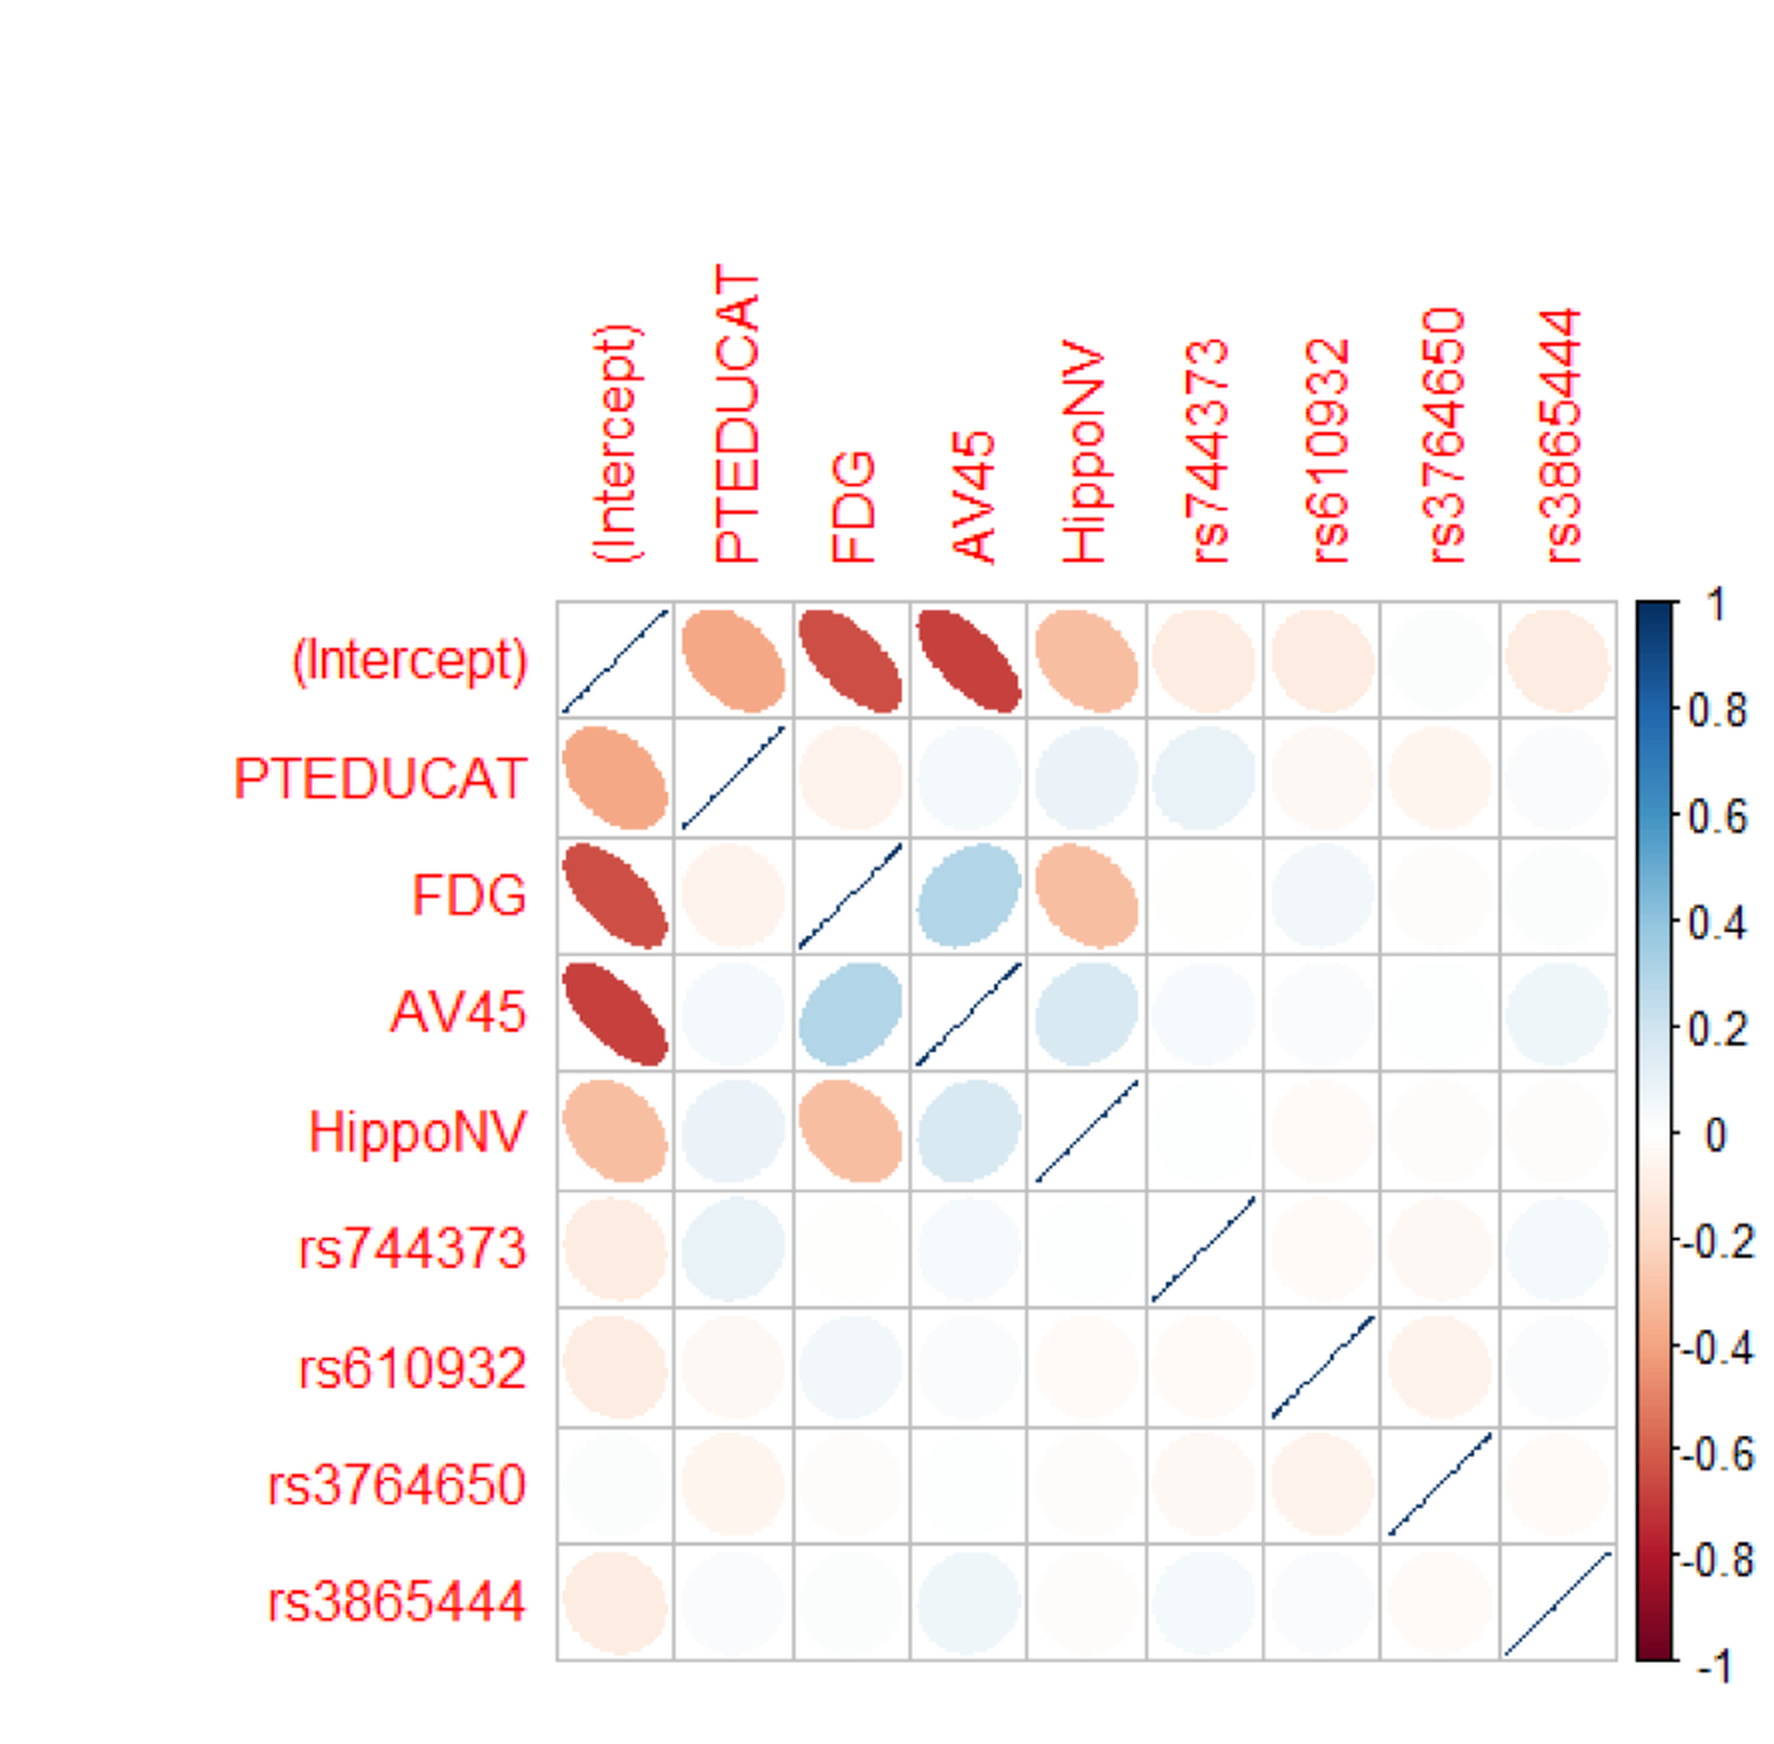 (Intercept)
PTEDUCAT
FDG
AV45
HippoNV
rs744373
rs610932
rs3764650
rs3865444
(Intercept)
PTEDUCAT
FDG
AV45
HippoNV
rs744373
rs610932
rs3764650
rs3865444
1
0.8
0.6
0.4
0.2
0
-0.2
-0.4
-0.6
-0.8
-1